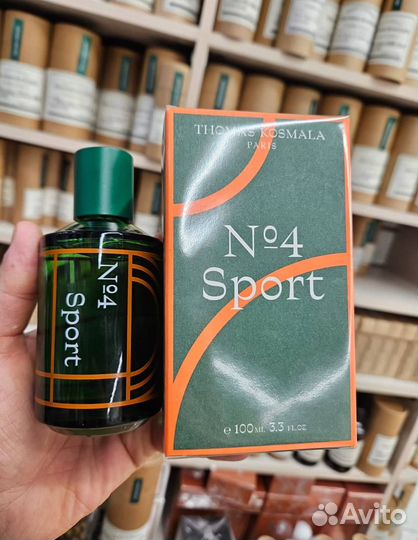 THOMAS KOSMALA
PARIS
Nº4
Sport
Nº4
Sport
e 100ML 3.3 FL.OZ
Avito